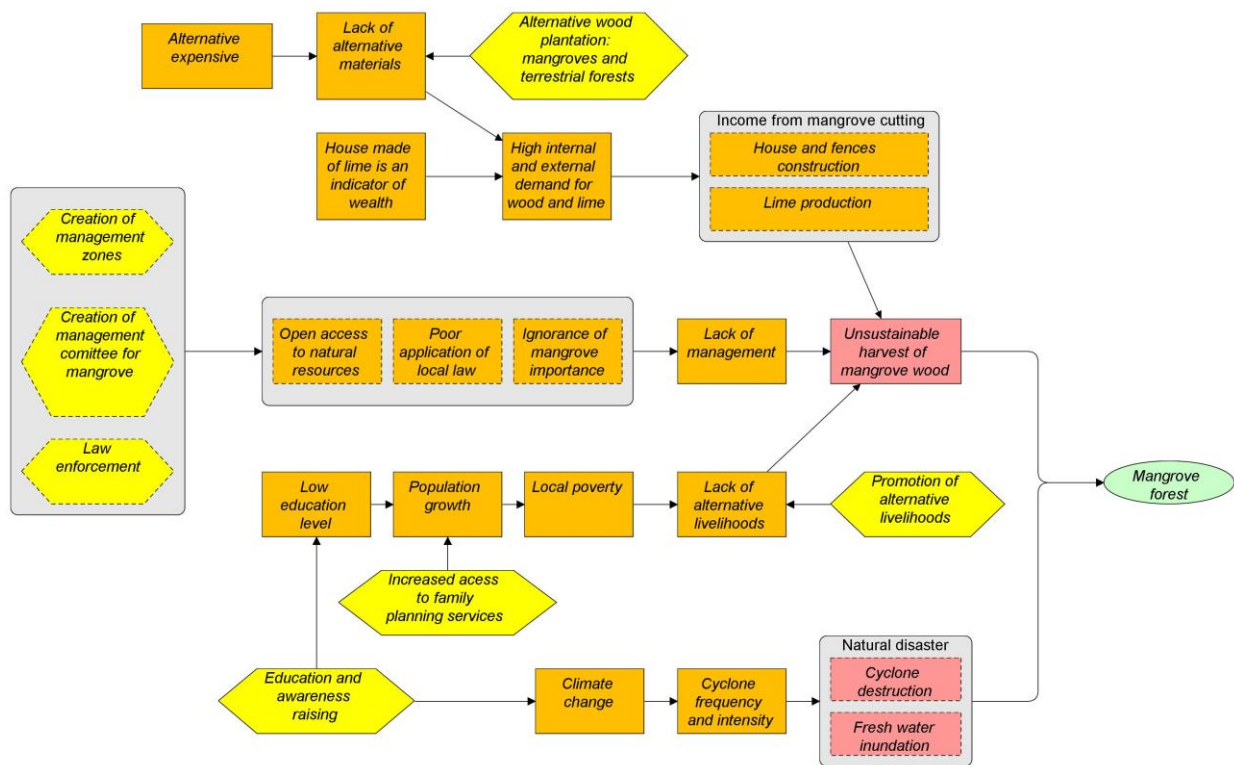 Alternative
expensive
Lack of
alternative
materials
Alternative wood
plantation:
mangroves and
terrestrial forests
House made
of lime is an
indicator of
wealth
High internal
and external
demand for
wood and lime
Income from mangrove cutting
House and fences
construction
Lime production
Creation of
management
zones
Creation of
management
comittee for
mangrove
Law
enforcement
Open access
to natural
resources
Poor
application of
local law
Ignorance of
mangrove
importance
Lack of
management
Unsustainable
harvest of
mangrove wood
Low
education
level
Population
growth
Local poverty
Lack of
alternative
livelihoods
Promotion of
alternative
livelihoods
Mangrove
forest
Increased acess
to family
planning services
Education and
awareness
raising
Climate
change
Cyclone
frequency
and intensity
Natural disaster
Cyclone
destruction
Fresh water
inundation